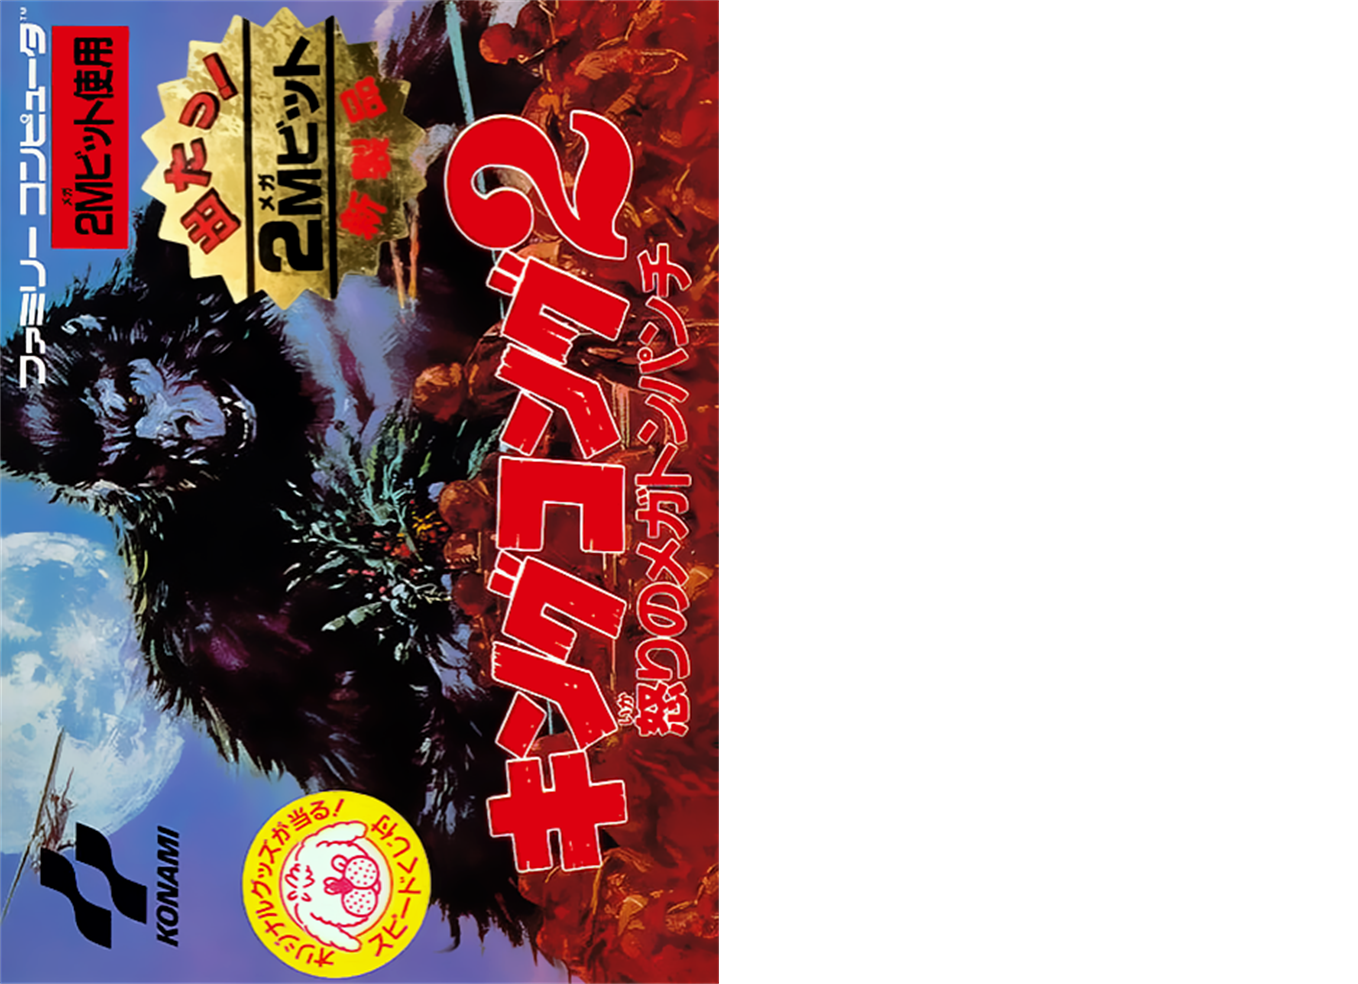 ファミリー コンピュータ™
メガ
2Mビット使用
出たっ!
メガ
2Mビット
新製品
キングコング2
いか
怒りのメガトンパンチ
オリジナルグッズが当る!
スピードくじ付
KONAMI